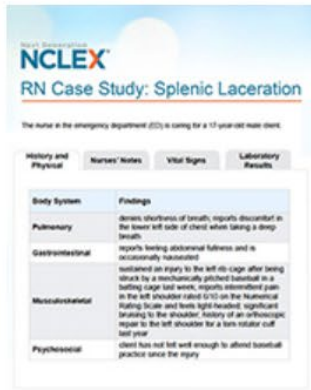 Next Generation
NCLEX
RN Case Study: Splenic Laceration
The nurse in the emergency department (ED) is caring for a 17-year-old male client.
History and
Physical
Nurses' Notes
Vital Signs
Laboratory
Results
Body System
Findings
Pulmonary
denies shortness of breath; reports discomfort in
the lower left side of chest when taking a deep
breath
Gastrointestinal
reports feeling abdominal fullness and is
occasionally nauseated
Musculoskeletal
sustained an injury to the left rib cage after being
struck by a mechanically pitched baseball in a
batting cage last week, reports intermittent pain
in the left shoulder rated 6/10 on the Numerical
Rating Scale and feels light-headed; significant
bruising to the shoulder; history of an orthoscopic
repair to the left shoulder for a torn rotator cuff
last year
Psychosocial
client has not felt well enough to attend baseball
practice since the injury